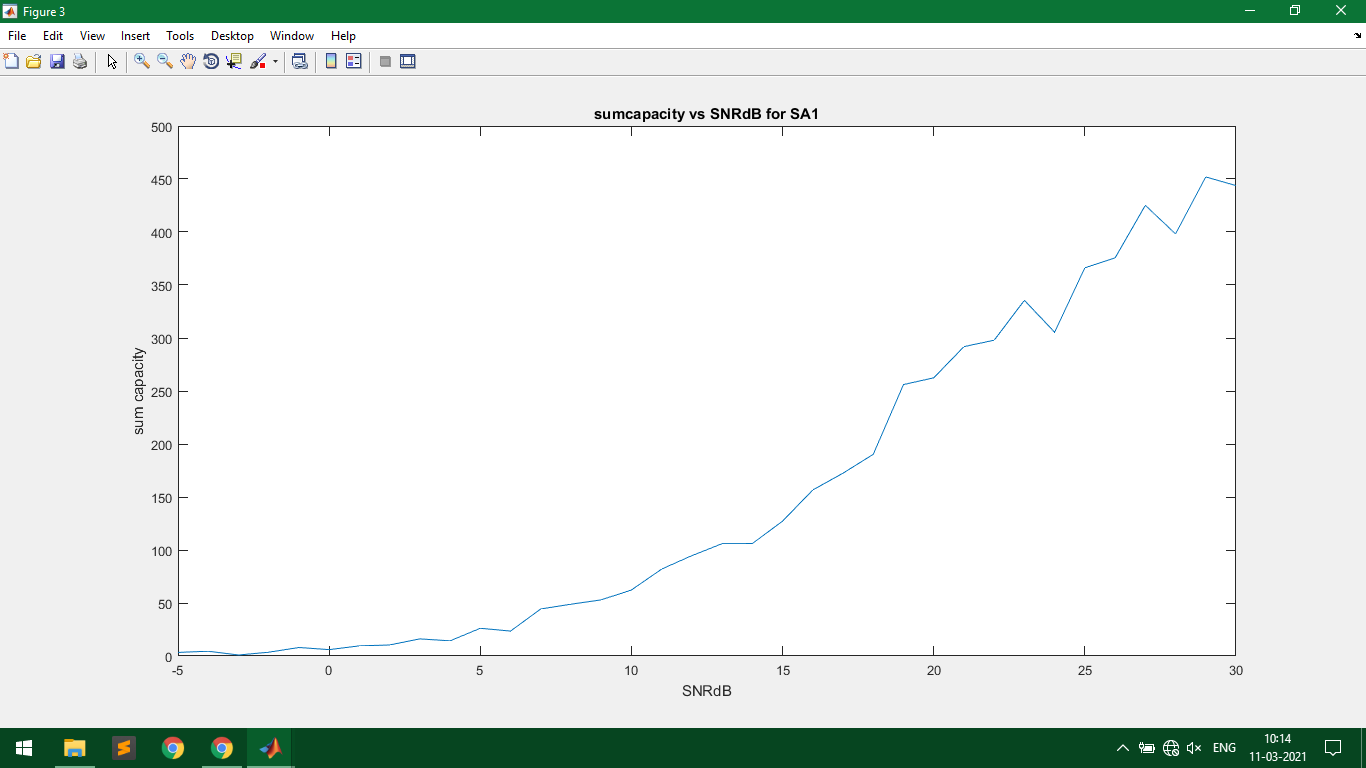 Figure 3
File Edit View Insert Tools Desktop Window Help
sumcapacity vs SNRdB for SA1
500
450
400
350
300
250
200
150
100
50
0
sum capacity
-5 0 5 10 15 20 25 30
SNRdB
ENG
10:14
11-03-2021